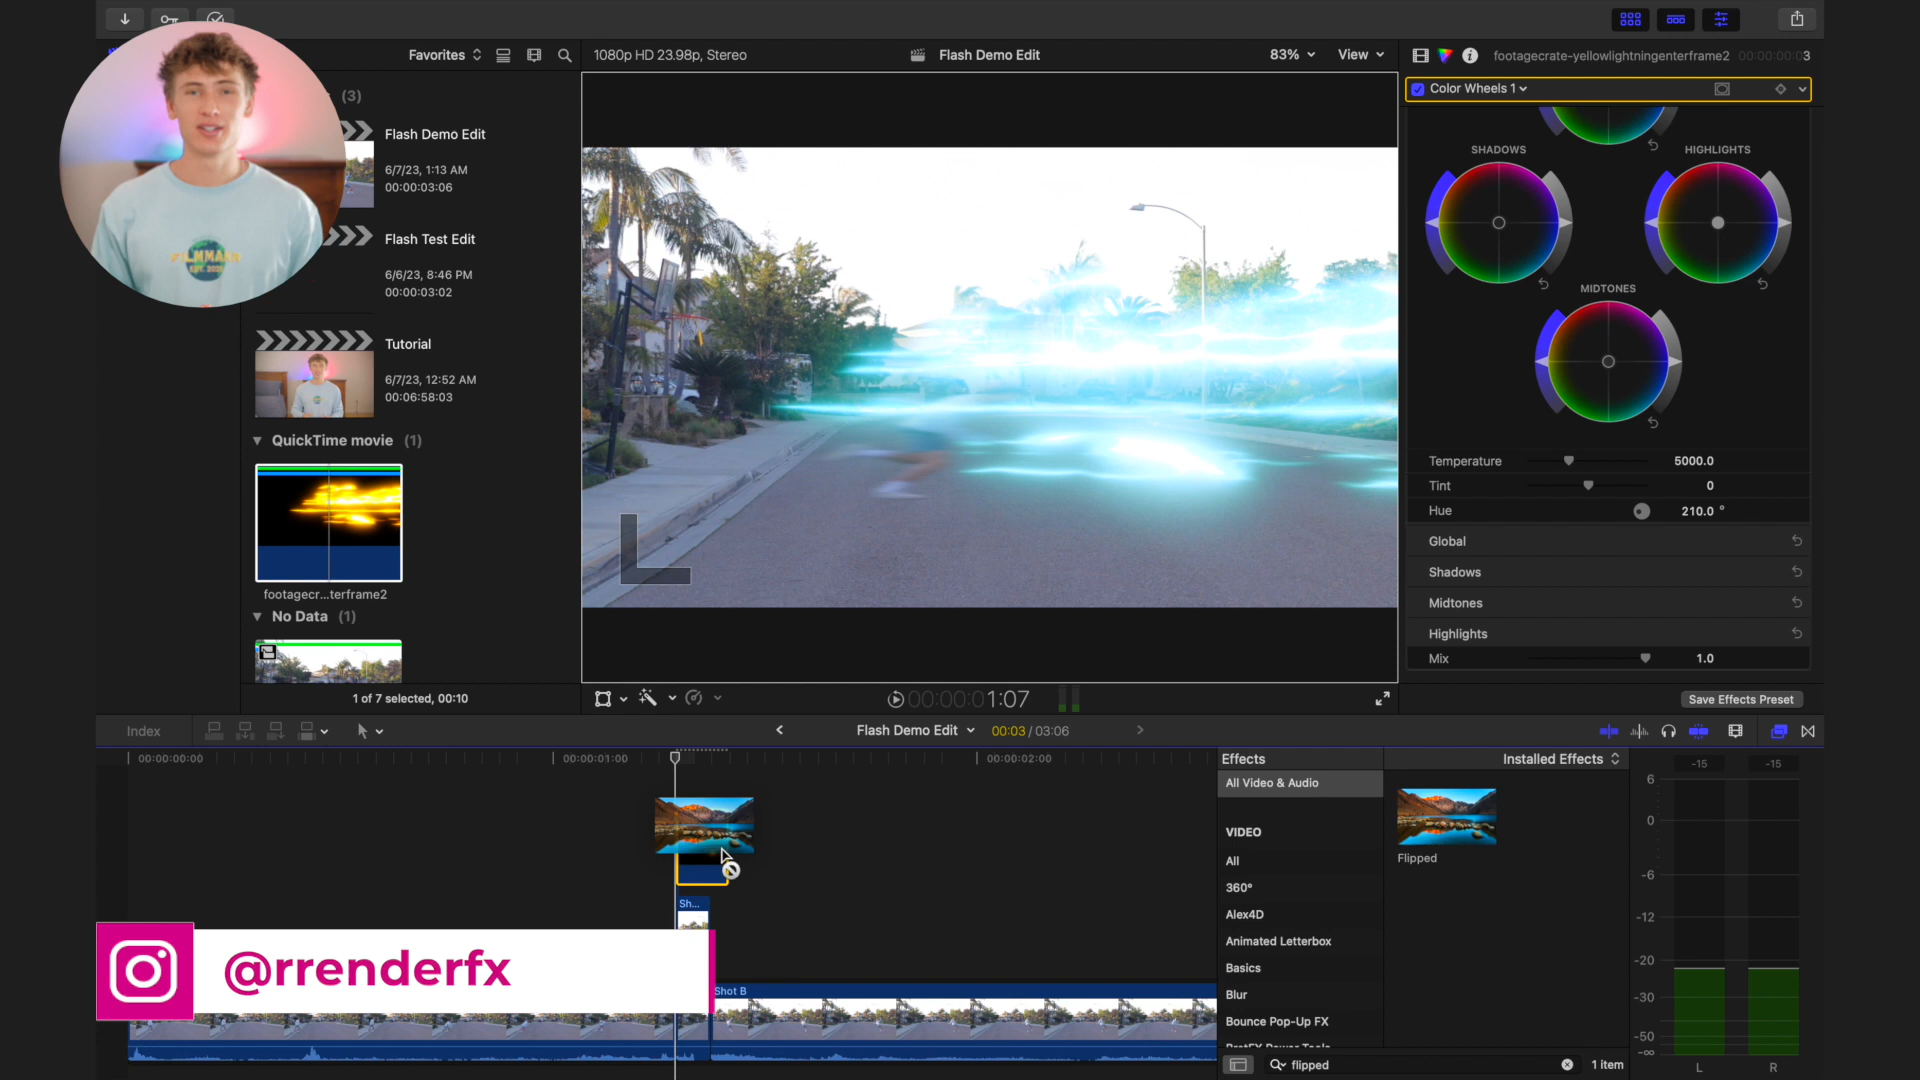 Favorites
1080p HD 23.98p, Stereo
Flash Demo Edit
83%
View
footagecrate-yellowlightningenterframe2
00:00:00:03
Color Wheels 1
(3)
Flash Demo Edit
6/7/23, 1:13 AM
00:00:03:06
Flash Test Edit
6/6/23, 8:46 PM
00:00:03:02
Tutorial
6/7/23, 12:52 AM
00:06:58:03
QuickTime movie (1)
footagecr...terframe2
No Data (1)
1 of 7 selected, 00:10
FILMMAKR
EST. 2021
SHADOWS
HIGHLIGHTS
MIDTONES
Temperature 5000.0
Tint 0
Hue 210.0 °
Global
Shadows
Midtones
Highlights
Mix 1.0
Save Effects Preset
00:00:00:01:07
Index
Flash Demo Edit
00:03 / 03:06
00:00:00:00
00:00:01:00
00:00:02:00
Sh...
Shot B
@rrenderfx
Effects
Installed Effects
All Video & Audio
VIDEO
All
360°
Alex4D
Animated Letterbox
Basics
Blur
Bounce Pop-Up FX
Flipped
flipped
1 item
-15 -15
6
0
-6
-12
-20
-30
-50
-∞
L R